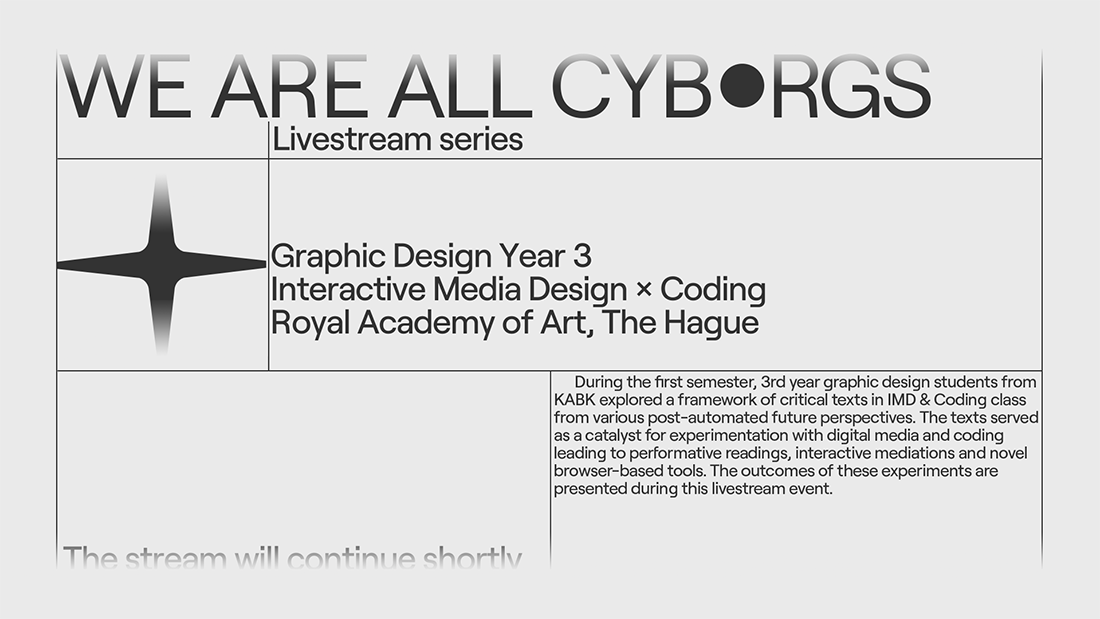 WE ARE ALL CYB●RGS
Livestream series
Graphic Design Year 3
Interactive Media Design × Coding
Royal Academy of Art, The Hague
During the first semester, 3rd year graphic design students from
KABK explored a framework of critical texts in IMD & Coding class
from various post-automated future perspectives. The texts served
as a catalyst for experimentation with digital media and coding
leading to performative readings, interactive mediations and novel
browser-based tools. The outcomes of these experiments are
presented during this livestream event.
The stream will continue shortly